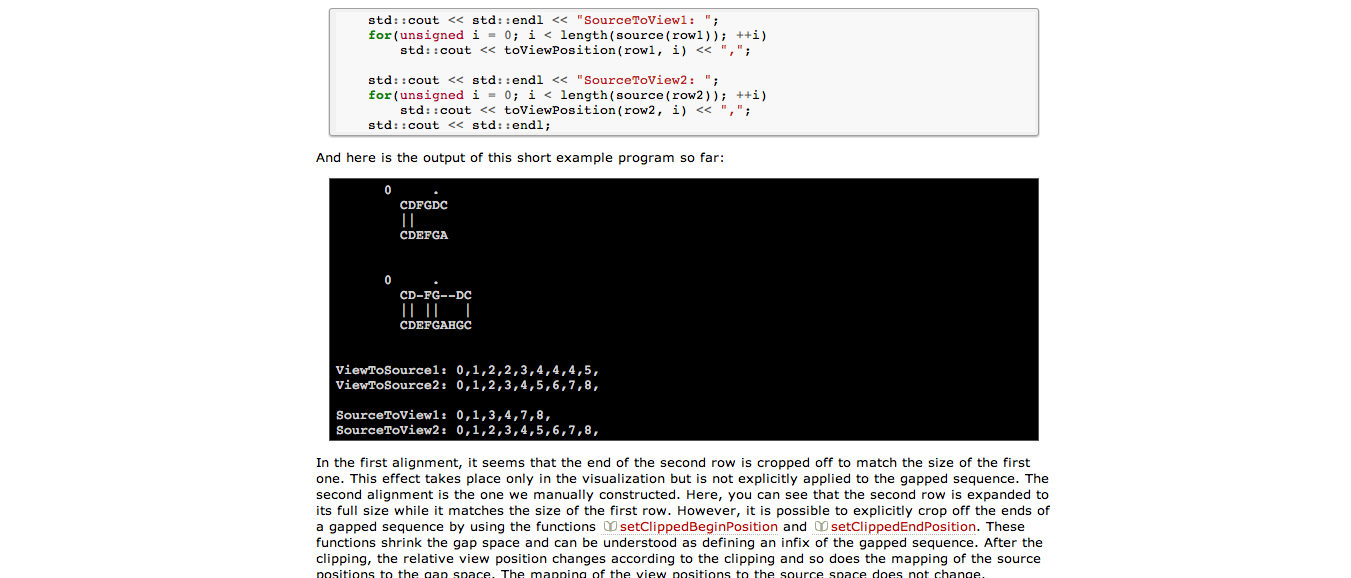 std::cout << std::endl << "SourceToView1: ";
for(unsigned i = 0; i < length(source(row1)); ++i)
std::cout << toViewPosition(row1, i) << ",";
std::cout << std::endl << "SourceToView2: ";
for(unsigned i = 0; i < length(source(row2)); ++i)
std::cout << toViewPosition(row2, i) << ",";
std::cout << std::endl;
And here is the output of this short example program so far:
0     .
CDFGDC
||
CDEFGA
0     .
CD-FG--DC
|| ||   |
CDEFGAHGC
ViewToSource1: 0,1,2,2,3,4,4,4,5,
ViewToSource2: 0,1,2,3,4,5,6,7,8,
SourceToView1: 0,1,3,4,7,8,
SourceToView2: 0,1,2,3,4,5,6,7,8,
In the first alignment, it seems that the end of the second row is cropped off to match the size of the first
one. This effect takes place only in the visualization but is not explicitly applied to the gapped sequence. The
second alignment is the one we manually constructed. Here, you can see that the second row is expanded to
its full size while it matches the size of the first row. However, it is possible to explicitly crop off the ends of
a gapped sequence by using the functions setClippedBeginPosition and setClippedEndPosition. These
functions shrink the gap space and can be understood as defining an infix of the gapped sequence. After the
clipping, the relative view position changes according to the clipping and so does the mapping of the source
positions to the gap space. The mapping of the view positions to the source space does not change.